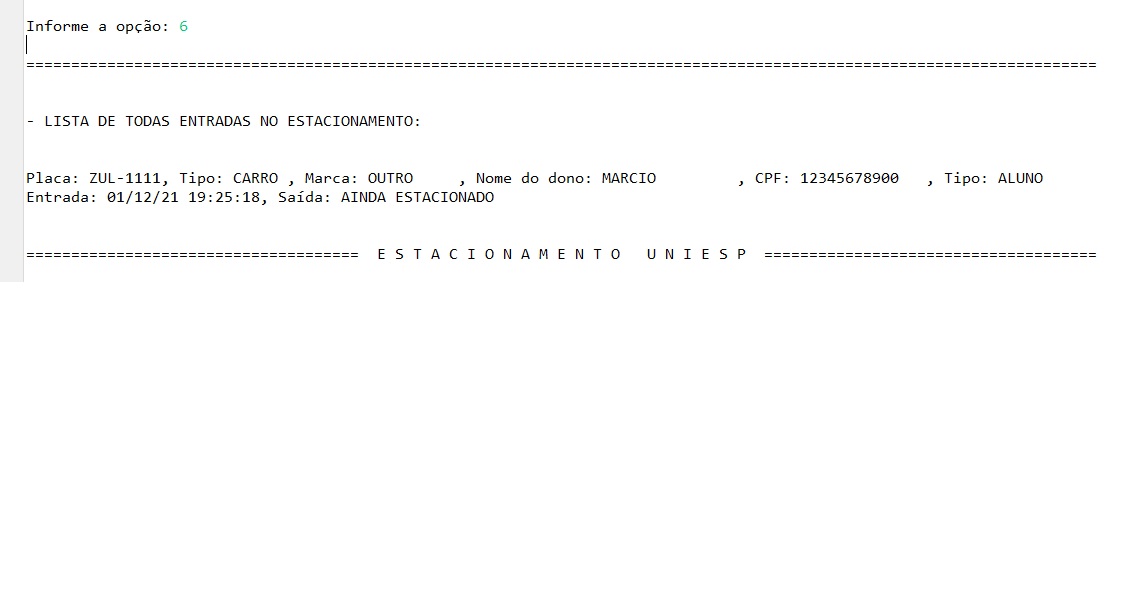 Informe a opção: 6
=======================================================================================================================
- LISTA DE TODAS ENTRADAS NO ESTACIONAMENTO:
Placa: ZUL-1111, Tipo: CARRO , Marca: OUTRO     , Nome do dono: MARCIO         , CPF: 12345678900   , Tipo: ALUNO
Entrada: 01/12/21 19:25:18, Saída: AINDA ESTACIONADO
=====================================  E S T A C I O N A M E N T O   U N I E S P  =====================================